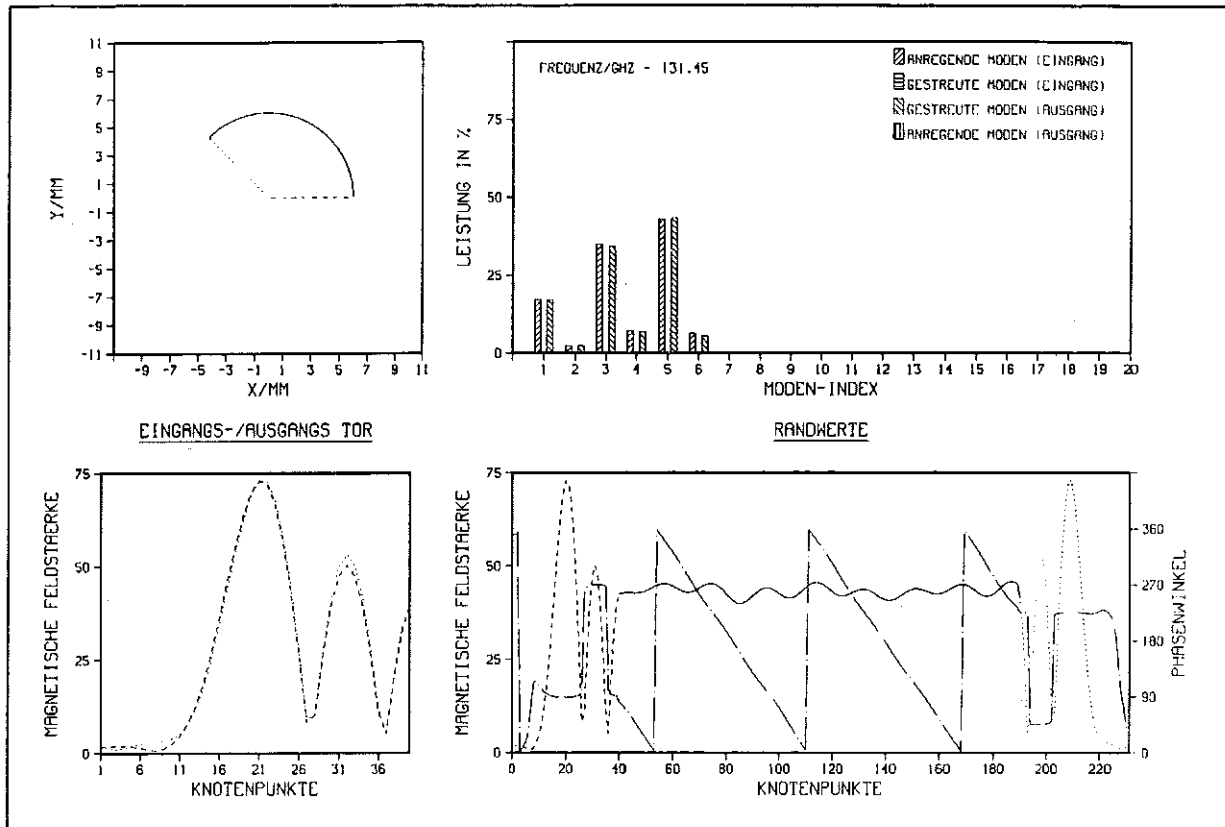 11
9
7
5
3
1
-1
-3
-5
-7
-9
-11
Y/MM
-9 -7 -5 -3 -1 1 3 5 7 9 11
X/MM
FREQUENZ/GHZ - 131.45
ANREGENDE MODEN (EINGANG)
GESTREUTE MODEN (EINGANG)
GESTREUTE MODEN (AUSGANG)
ANREGENDE MODEN (AUSGANG)
75
50
25
0
LEISTUNG IN %
1 2 3 4 5 6 7 8 9 10 11 12 13 14 15 16 17 18 19 20
MODEN-INDEX
EINGANGS-/AUSGANGS TOR
75
50
25
0
MAGNETISCHE FELDSTAERKE
1 6 11 16 21 26 31 36
KNOTENPUNKTE
RANDWERTE
75
50
25
0
MAGNETISCHE FELDSTAERKE
0 20 40 60 80 100 120 140 160 180 200 220
KNOTENPUNKTE
360
270
180
90
0
PHASENWINKEL